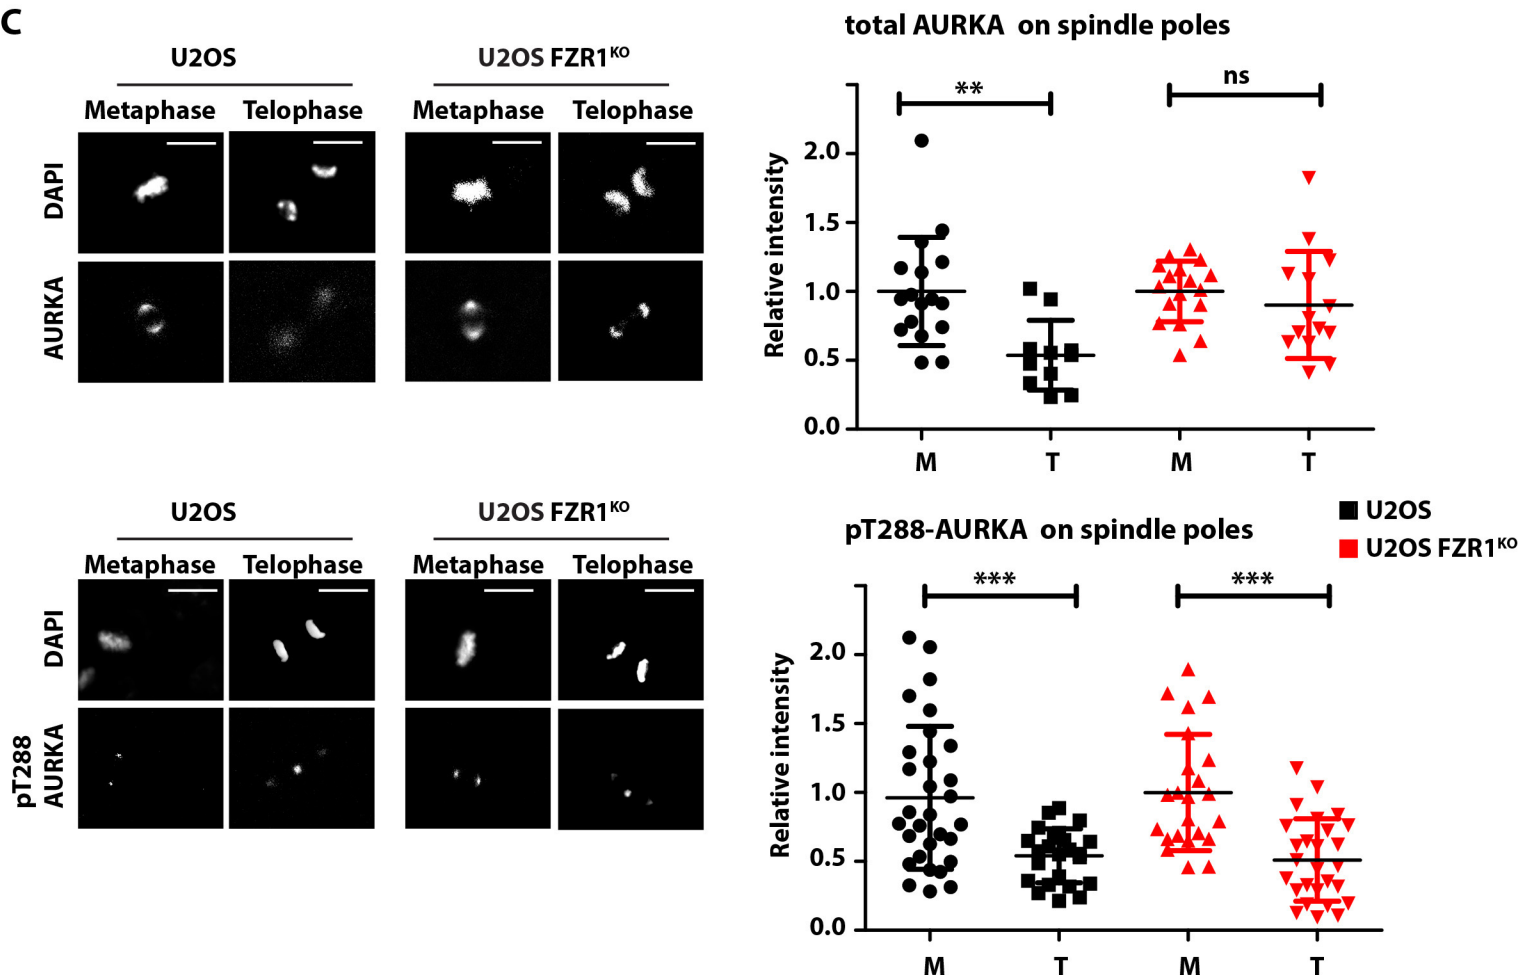 C
U2OS
U2OS FZR1KO
Metaphase Telophase
Metaphase Telophase
DAPI
AURKA
total AURKA on spindle poles
**
ns
Relative intensity
2.0
1.5
1.0
0.5
0.0
M T M T
U2OS
U2OS FZR1KO
Metaphase Telophase
Metaphase Telophase
DAPI
pT288
AURKA
pT288-AURKA on spindle poles
U2OS
U2OS FZR1KO
***
***
Relative intensity
2.0
1.5
1.0
0.5
0.0
M T M T